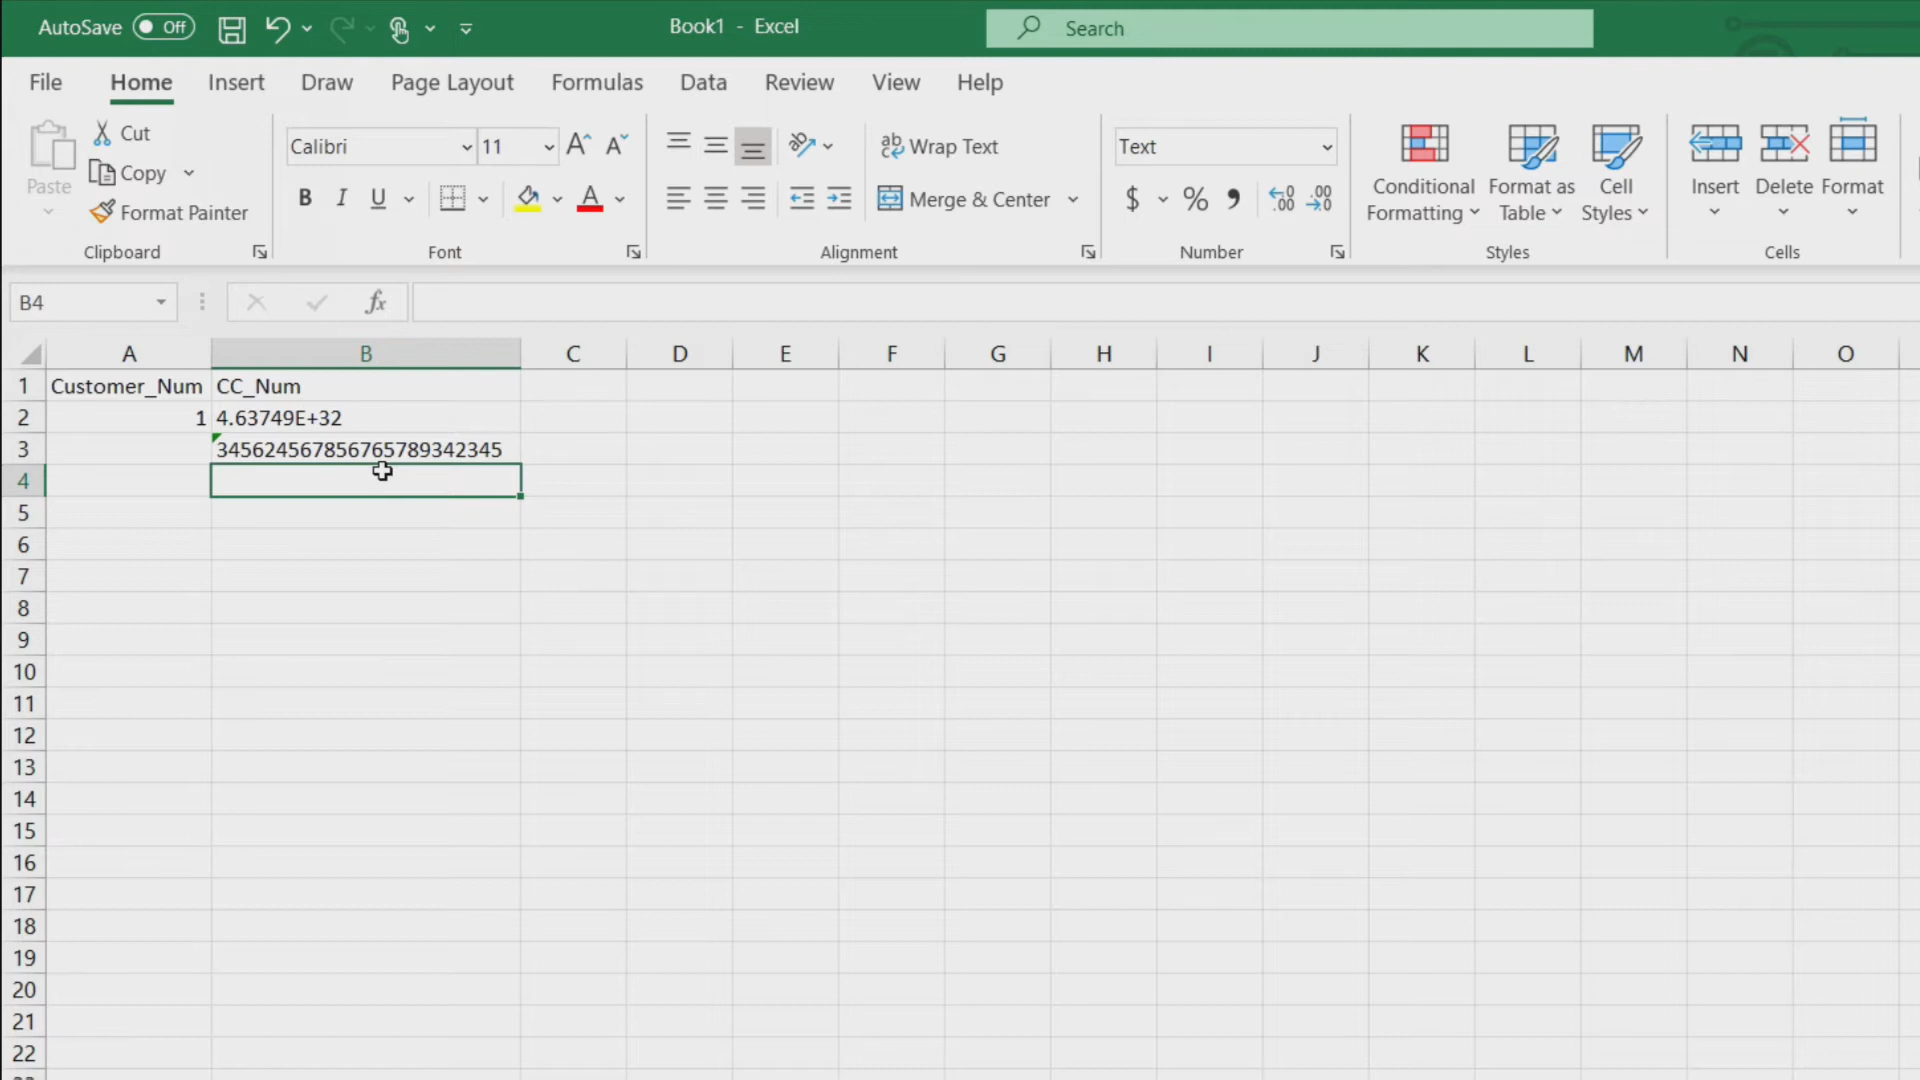 AutoSave Off Book1 - Excel Search
File Home Insert Draw Page Layout Formulas Data Review View Help
Paste Cut Copy Format Painter Clipboard
Calibri 11 B I U A Font
ab Wrap Text Merge & Center Alignment
Text $ % Number
Conditional Formatting Format as Table Cell Styles Styles
Insert Delete Format Cells
B4 fx
A B C D E F G H I J K L M N O
1 Customer_Num CC_Num
2 1 4.63749E+32
3 345624567856765789342345
4
5
6
7
8
9
10
11
12
13
14
15
16
17
18
19
20
21
22